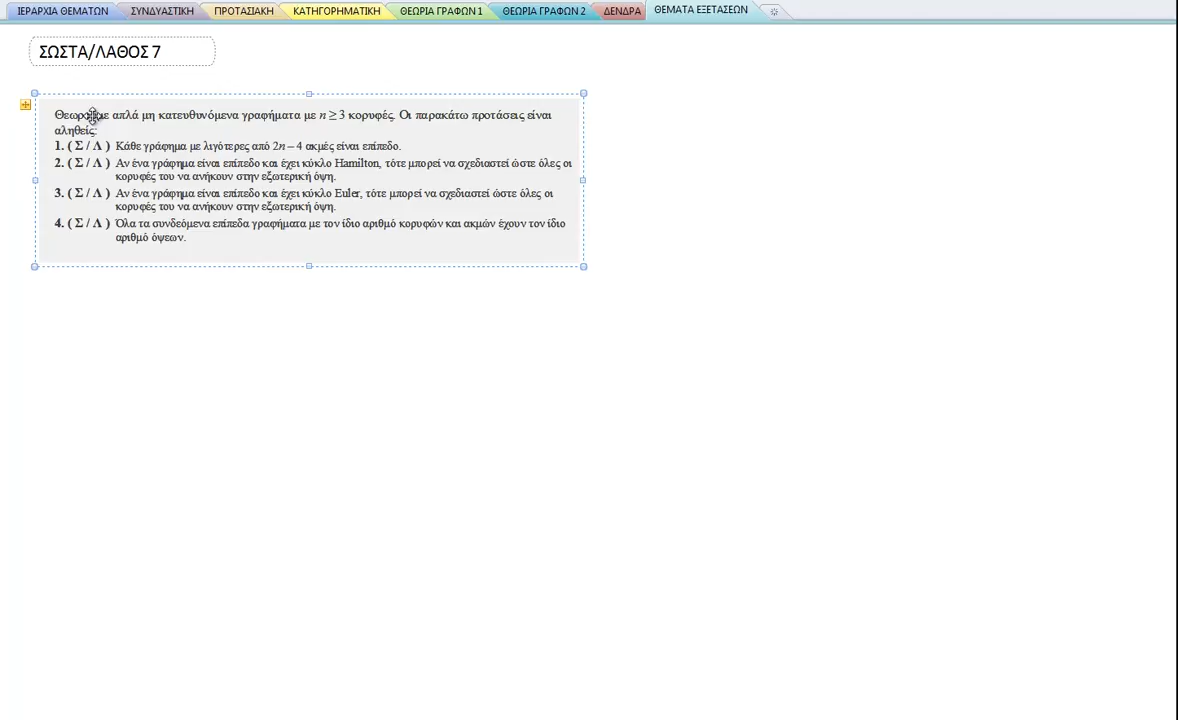 ΙΕΡΑΡΧΙΑ ΘΕΜΑΤΩΝ ΣΥΝΔΥΑΣΤΙΚΗ ΠΡΟΤΑΣΙΑΚΗ ΚΑΤΗΓΟΡΗΜΑΤΙΚΗ ΘΕΩΡΙΑ ΓΡΑΦΩΝ 1 ΘΕΩΡΙΑ ΓΡΑΦΩΝ 2 ΔΕΝΔΡΑ ΘΕΜΑΤΑ ΕΞΕΤΑΣΕΩΝ
ΣΩΣΤΑ/ΛΑΘΟΣ 7
Θεωρούμε απλά μη κατευθυνόμενα γραφήματα με n ≥ 3 κορυφές. Οι παρακάτω προτάσεις είναι
αληθείς:
1. ( Σ / Λ ) Κάθε γράφημα με λιγότερες από 2n – 4 ακμές είναι επίπεδο.
2. ( Σ / Λ ) Αν ένα γράφημα είναι επίπεδο και έχει κύκλο Hamilton, τότε μπορεί να σχεδιαστεί ώστε όλες οι
κορυφές του να ανήκουν στην εξωτερική όψη.
3. ( Σ / Λ ) Αν ένα γράφημα είναι επίπεδο και έχει κύκλο Euler, τότε μπορεί να σχεδιαστεί ώστε όλες οι
κορυφές του να ανήκουν στην εξωτερική όψη.
4. ( Σ / Λ ) Όλα τα συνδεόμενα επίπεδα γραφήματα με τον ίδιο αριθμό κορυφών και ακμών έχουν τον ίδιο
αριθμό όψεων.